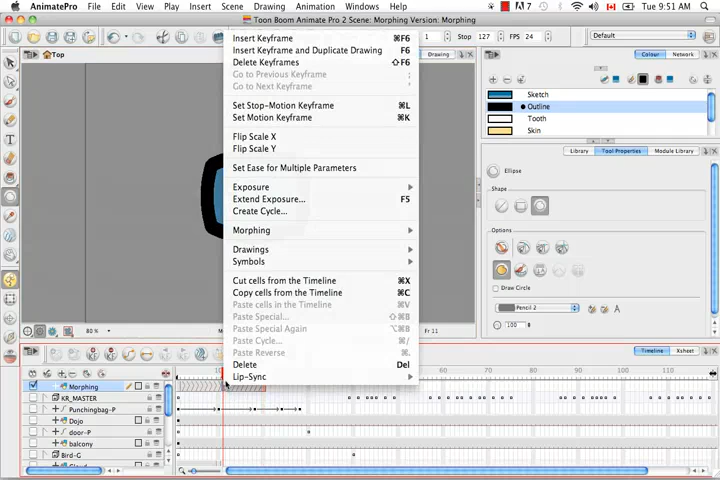 AnimatePro File Edit View Play Insert Scene Drawing Animation Windows Help 7 Tue 9:51 AM
Toon Boom Animate Pro 2 Scene: Morphing Version: Morphing
1 Stop 127 FPS 24 Default
Top
Drawing
Colour Network
Insert Keyframe ⌘F6
Insert Keyframe and Duplicate Drawing F6
Delete Keyframes ⇧F6
Go to Previous Keyframe ;
Go to Next Keyframe '
Set Stop-Motion Keyframe ⌘L
Set Motion Keyframe ⌘K
Flip Scale X
Flip Scale Y
Set Ease for Multiple Parameters
Exposure
Extend Exposure... F5
Create Cycle...
Morphing
Drawings
Symbols
Cut cells from the Timeline ⌘X
Copy cells from the Timeline ⌘C
Paste cells in the Timeline ⌘V
Paste Special... ⇧⌘B
Paste Special Again ⌥⌘B
Paste Cycle... ⌘/
Paste Reverse ⌘.
Delete Del
Lip-Sync
Sketch
Outline
Tooth
Skin
Library Tool Properties Module Library
Ellipse
Shape
Options
Draw Circle
Pencil 2
A
100
80 %
Fr 11
Timeline Xsheet
50 60 70 80 90 100 110
Morphing
KR_MASTER
Punchingbag-P
Dojo
door-P
balcony
Bird-G